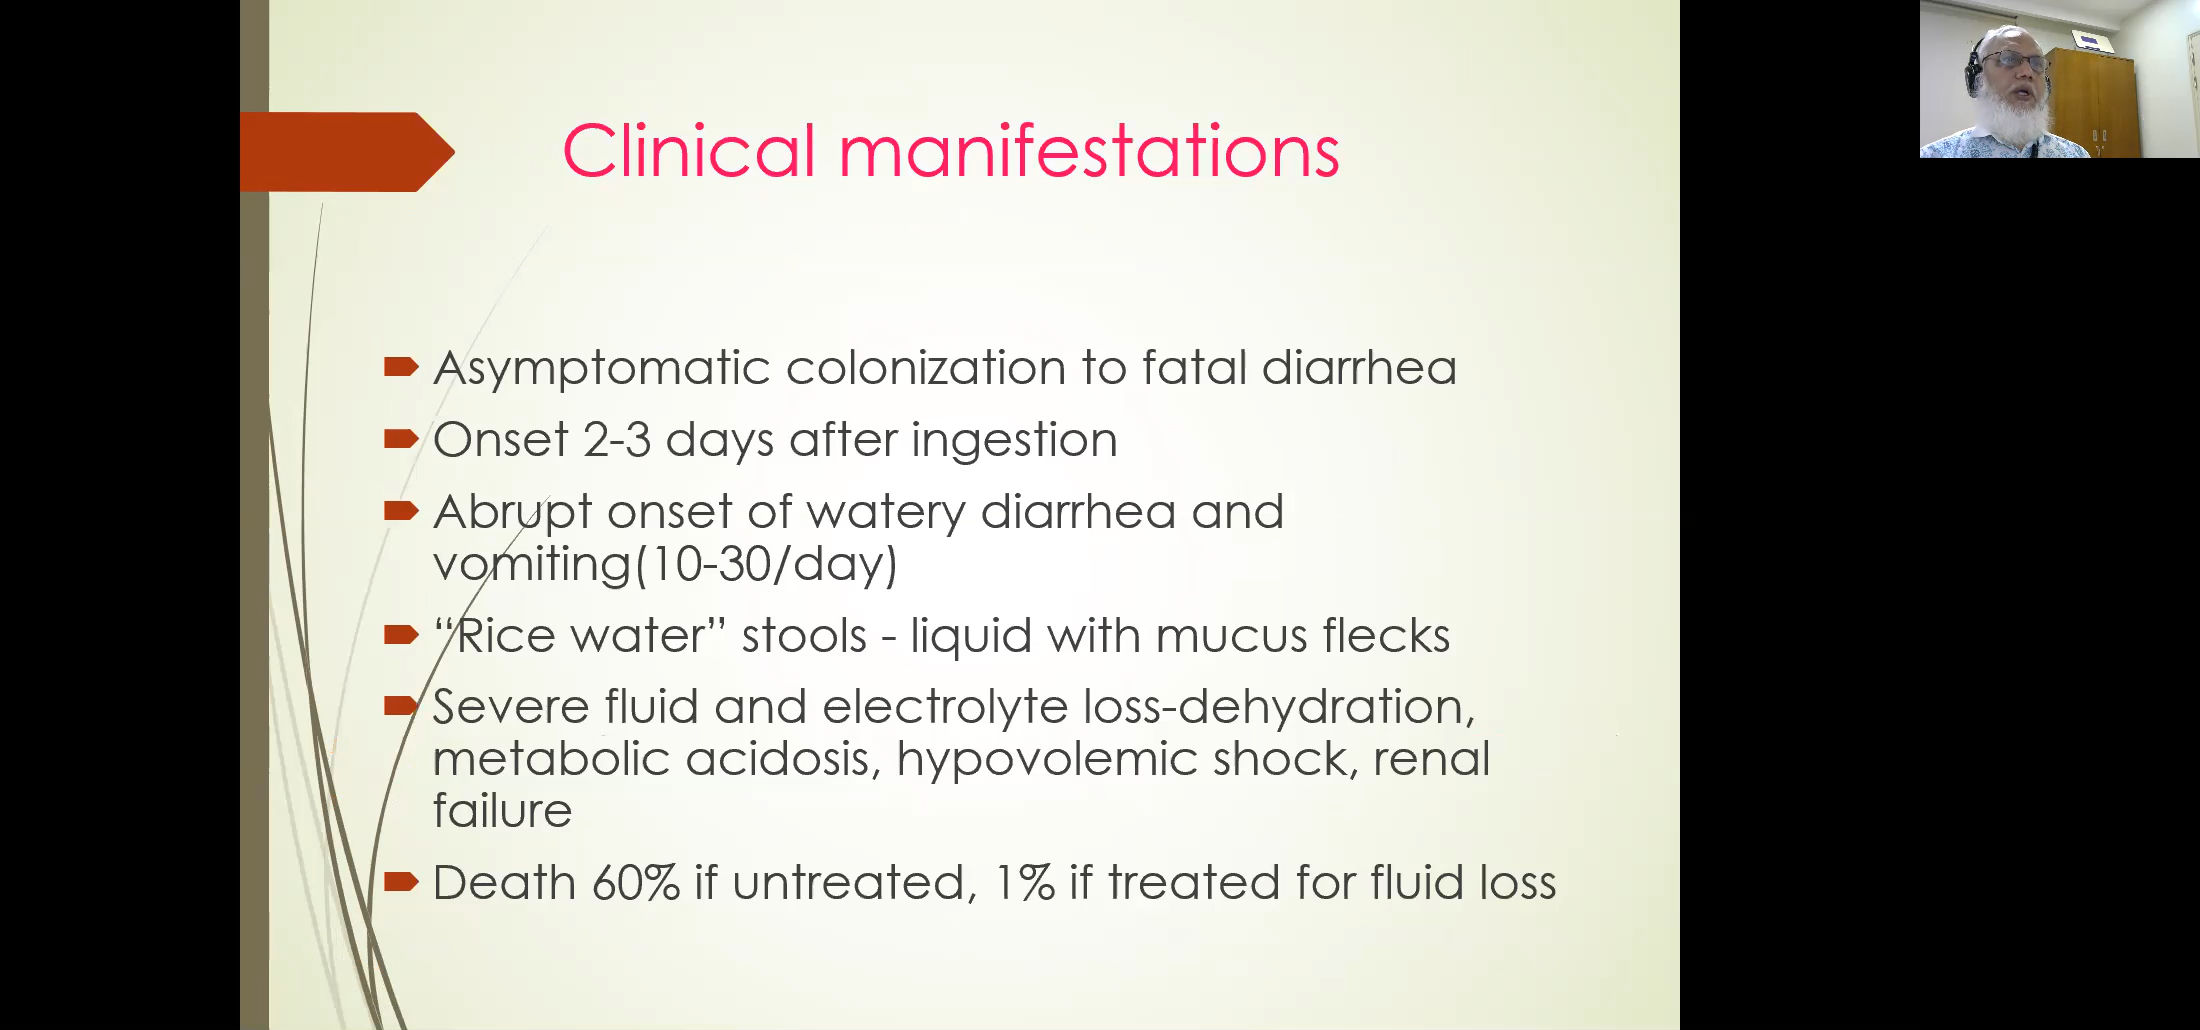 Clinical manifestations
Asymptomatic colonization to fatal diarrhea
Onset 2-3 days after ingestion
Abrupt onset of watery diarrhea and
vomiting(10-30/day)
“Rice water” stools - liquid with mucus flecks
Severe fluid and electrolyte loss-dehydration,
metabolic acidosis, hypovolemic shock, renal
failure
Death 60% if untreated, 1% if treated for fluid loss